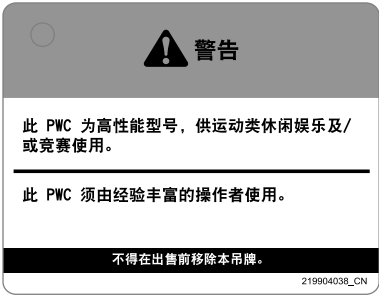 警告
此 PWC 为高性能型号，供运动类休闲娱乐及/
或竞赛使用。
此 PWC 须由经验丰富的操作者使用。
不得在出售前移除本吊牌。
219904038_CN